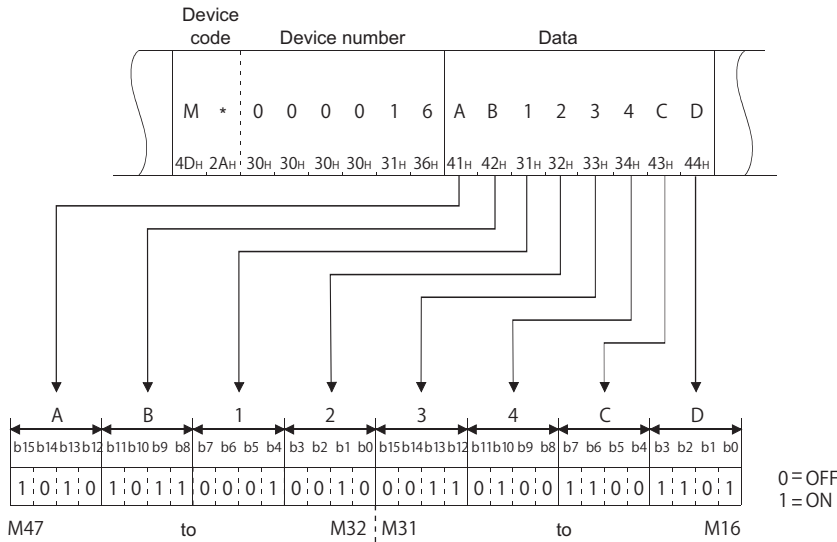 Device
code Device number Data
M * 0 0 0 0 1 6 A B 1 2 3 4 C D
4DH 2AH 30H 30H 30H 30H 31H 36H 41H 42H 31H 32H 33H 34H 43H 44H
A B 1 2 3 4 C D
b15 b14 b13 b12 b11 b10 b9 b8 b7 b6 b5 b4 b3 b2 b1 b0 b15 b14 b13 b12 b11 b10 b9 b8 b7 b6 b5 b4 b3 b2 b1 b0
1 0 1 0 1 0 1 1 0 0 0 1 0 0 1 0 0 0 1 1 0 1 0 0 1 1 0 0 1 1 0 1 0 = OFF
1 = ON
M47 to M32 M31 to M16